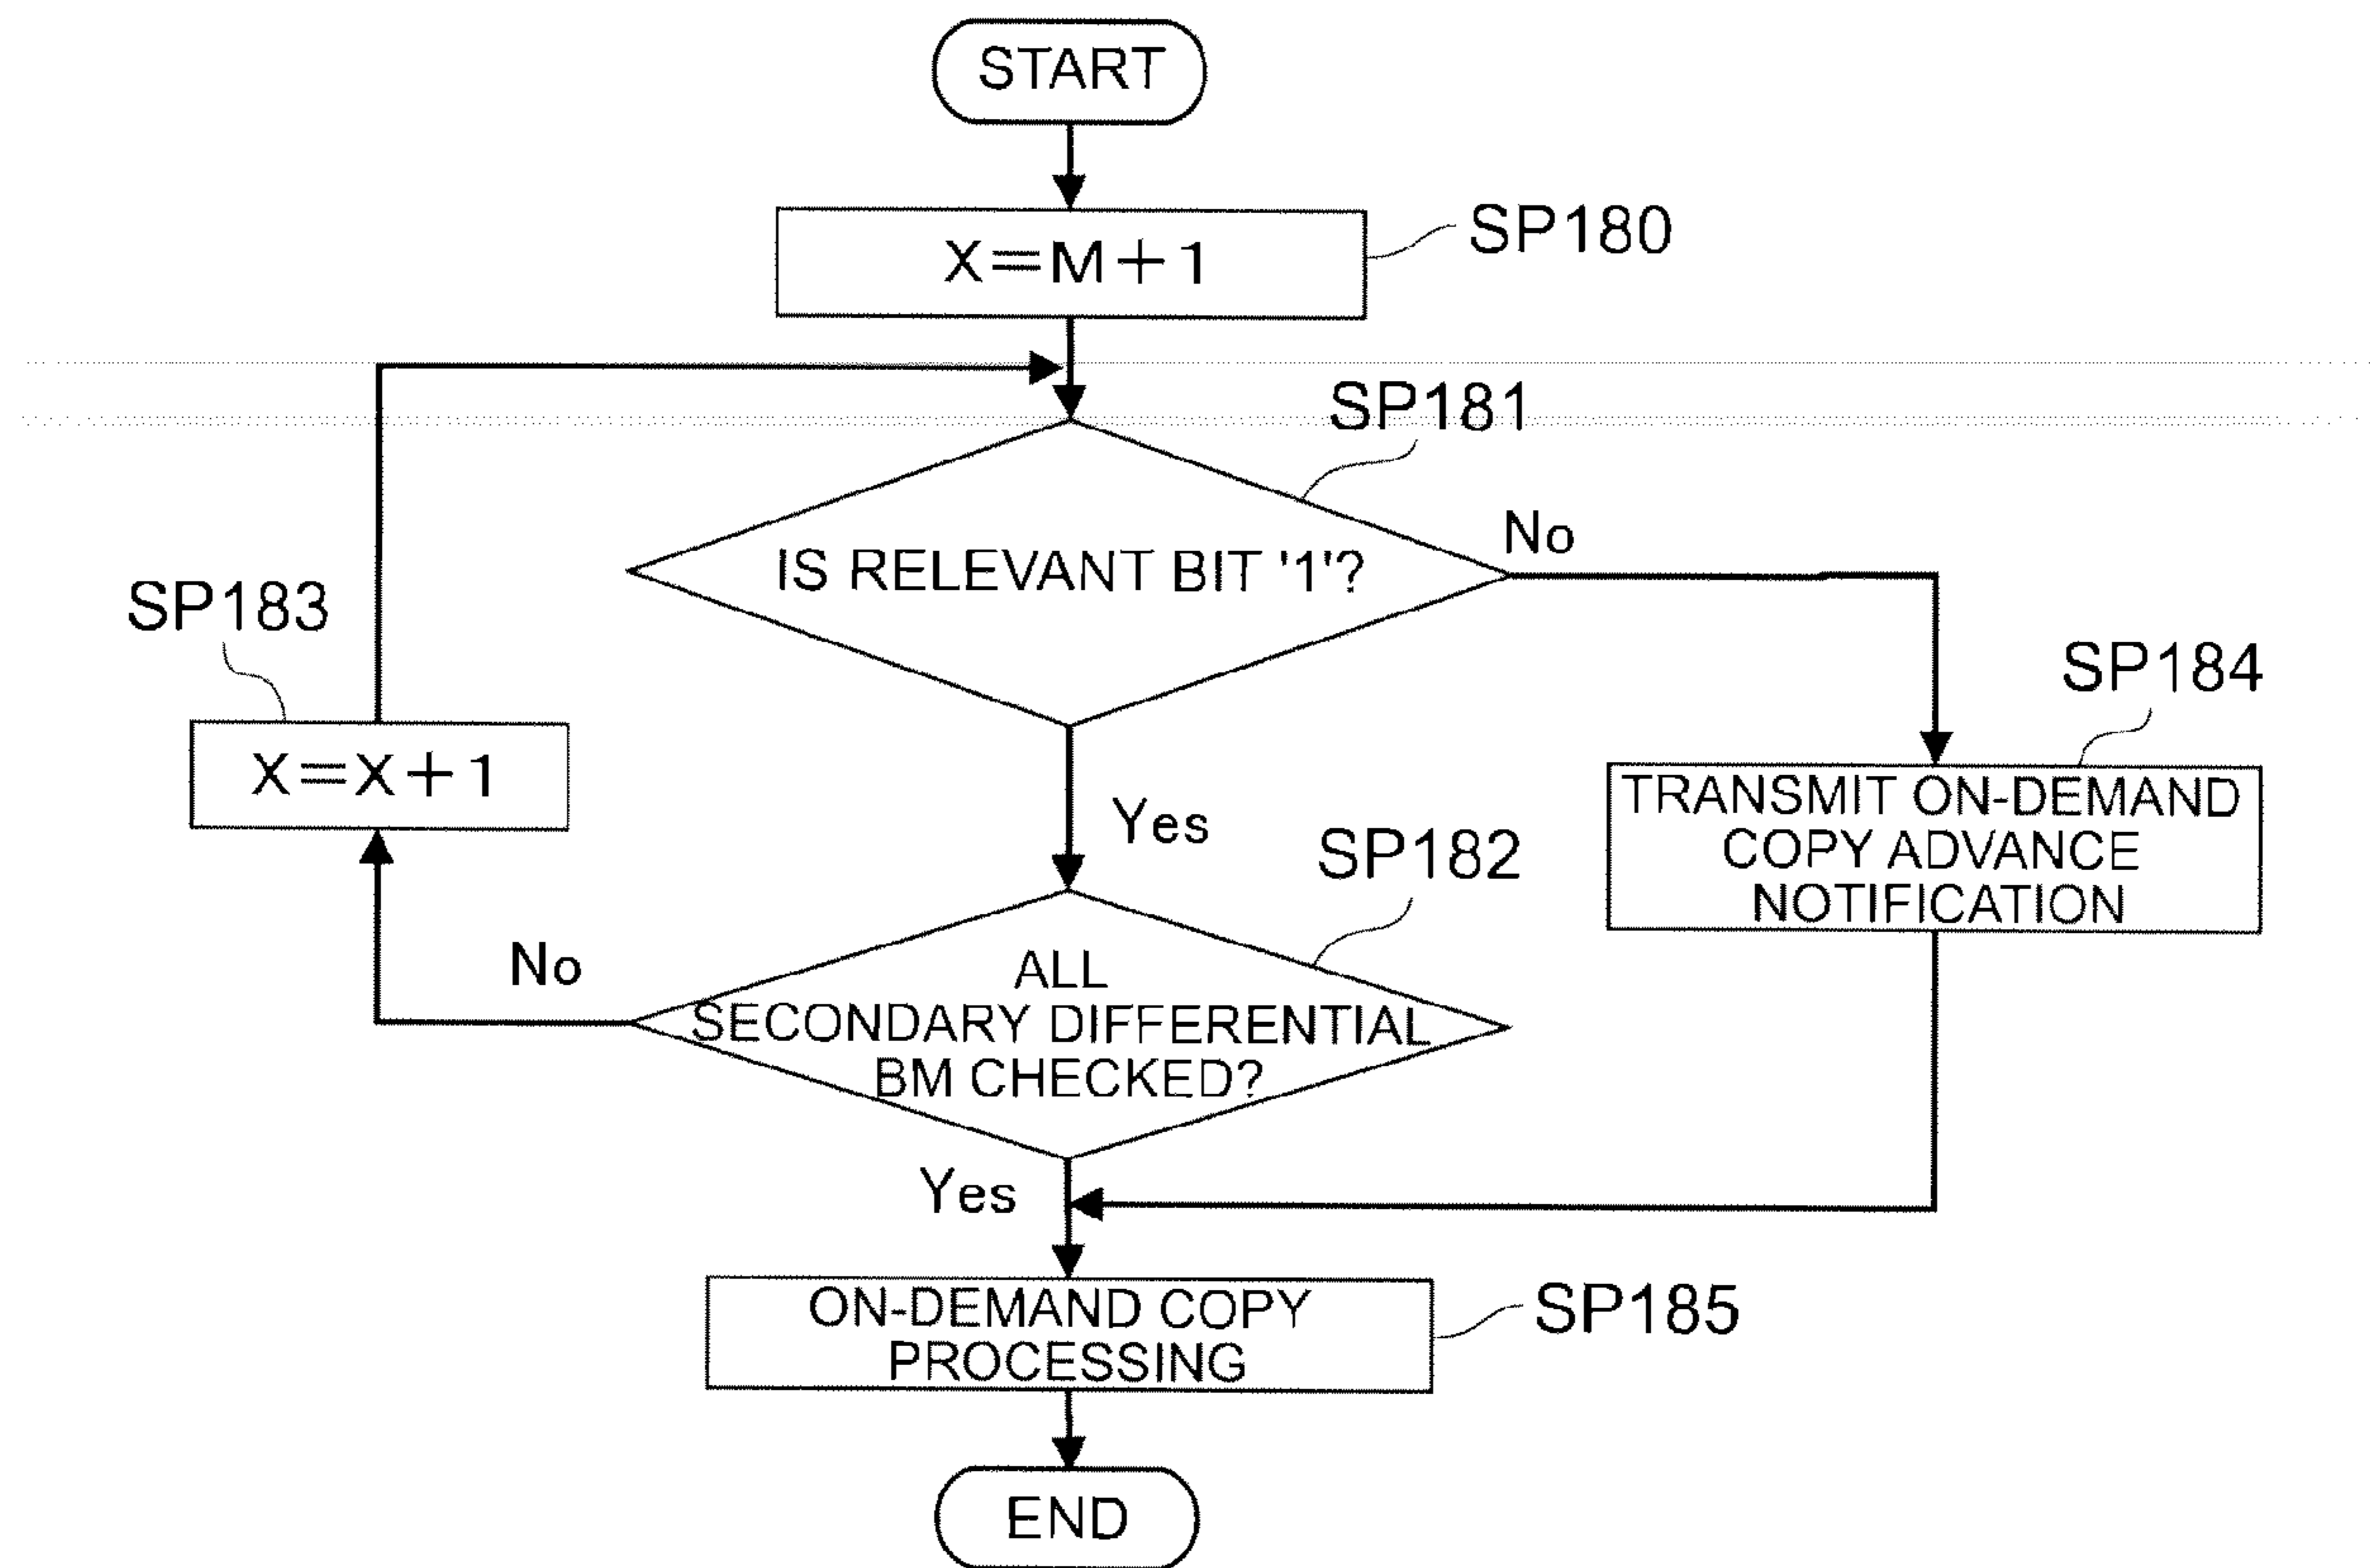 START
X=M+1
SP180
SP181
IS RELEVANT BIT '1'?
No
SP183
X=X+1
SP184
TRANSMIT ON-DEMAND
COPY ADVANCE
NOTIFICATION
Yes
SP182
No
ALL
SECONDARY DIFFERENTIAL
BM CHECKED?
Yes
ON-DEMAND COPY
PROCESSING
SP185
END